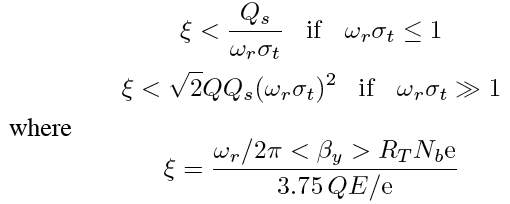 ξ < Q_s / ω_r σ_t if ω_r σ_t ≤ 1
ξ < √2 Q Q_s (ω_r σ_t)² if ω_r σ_t ≫ 1
where
ξ = ω_r/2π < β_y > R_T N_b e / 3.75 Q E/e